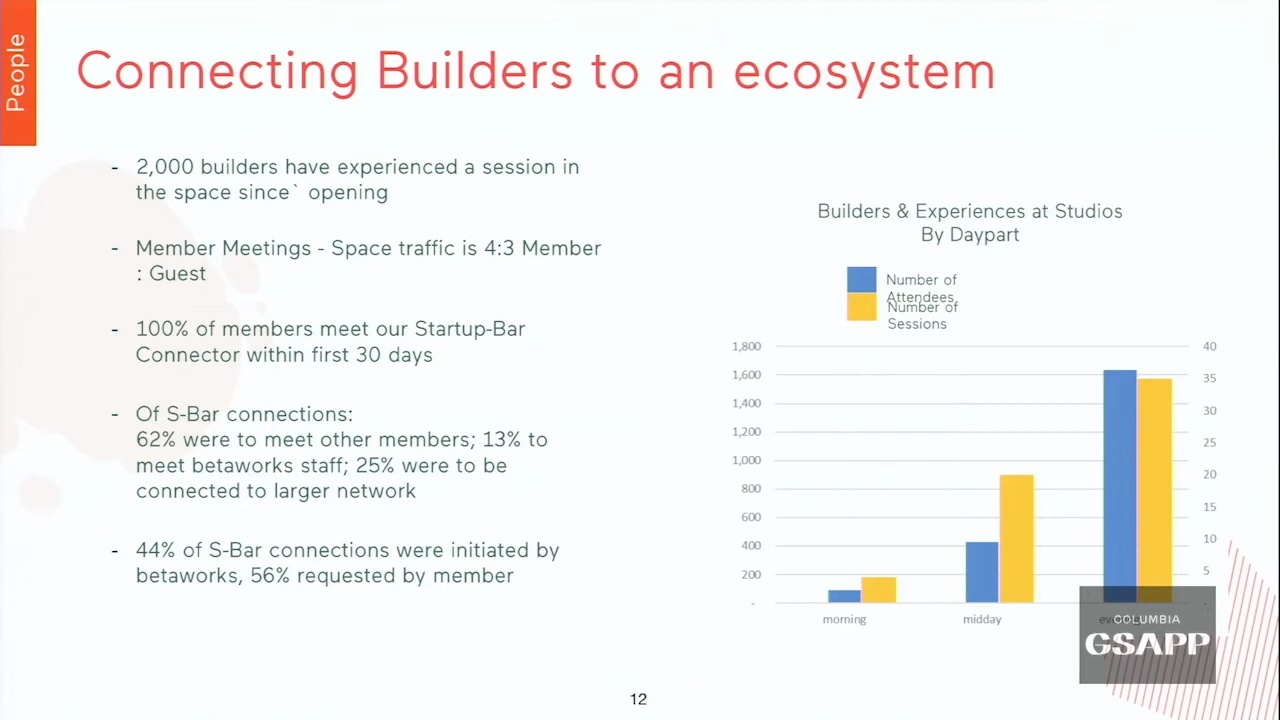 People
Connecting Builders to an ecosystem
- 2,000 builders have experienced a session in
the space since` opening
- Member Meetings - Space traffic is 4:3 Member
: Guest
- 100% of members meet our Startup-Bar
Connector within first 30 days
- Of S-Bar connections:
62% were to meet other members; 13% to
meet betaworks staff; 25% were to be
connected to larger network
- 44% of S-Bar connections were initiated by
betaworks, 56% requested by member
Builders & Experiences at Studios
By Daypart
Number of
Attendees
Number of
Sessions
1,800
1,600
1,400
1,200
1,000
800
600
400
200
-
40
35
30
25
20
15
10
5
morning
midday
COLUMBIA
GSAPP
12